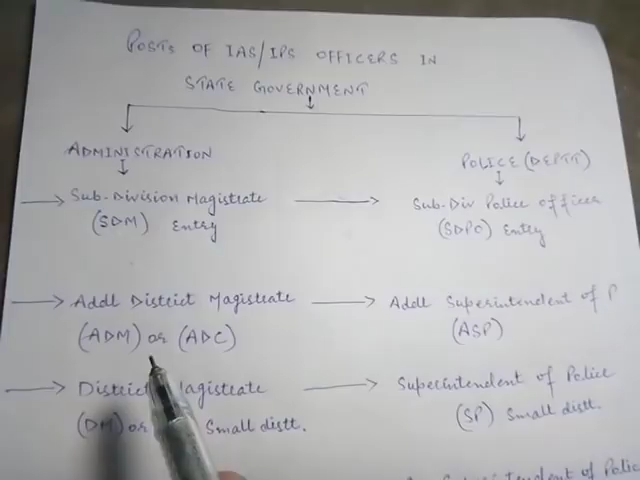 POSTS OF IAS/IPS OFFICERS IN
STATE GOVERNMENT
ADMINISTRATION
POLICE (DEPTT)
Sub-Division Magistrate
(SDM) Entry
Sub-Div Police officer
(SDPO) Entry
Addl District Magistrate
(ADM) or (ADC)
Addl Superintendent of P
(ASP)
District Magistrate
(DM) or Small distt.
Superintendent of Police
(SP) Small distt.
Superintendent of Police